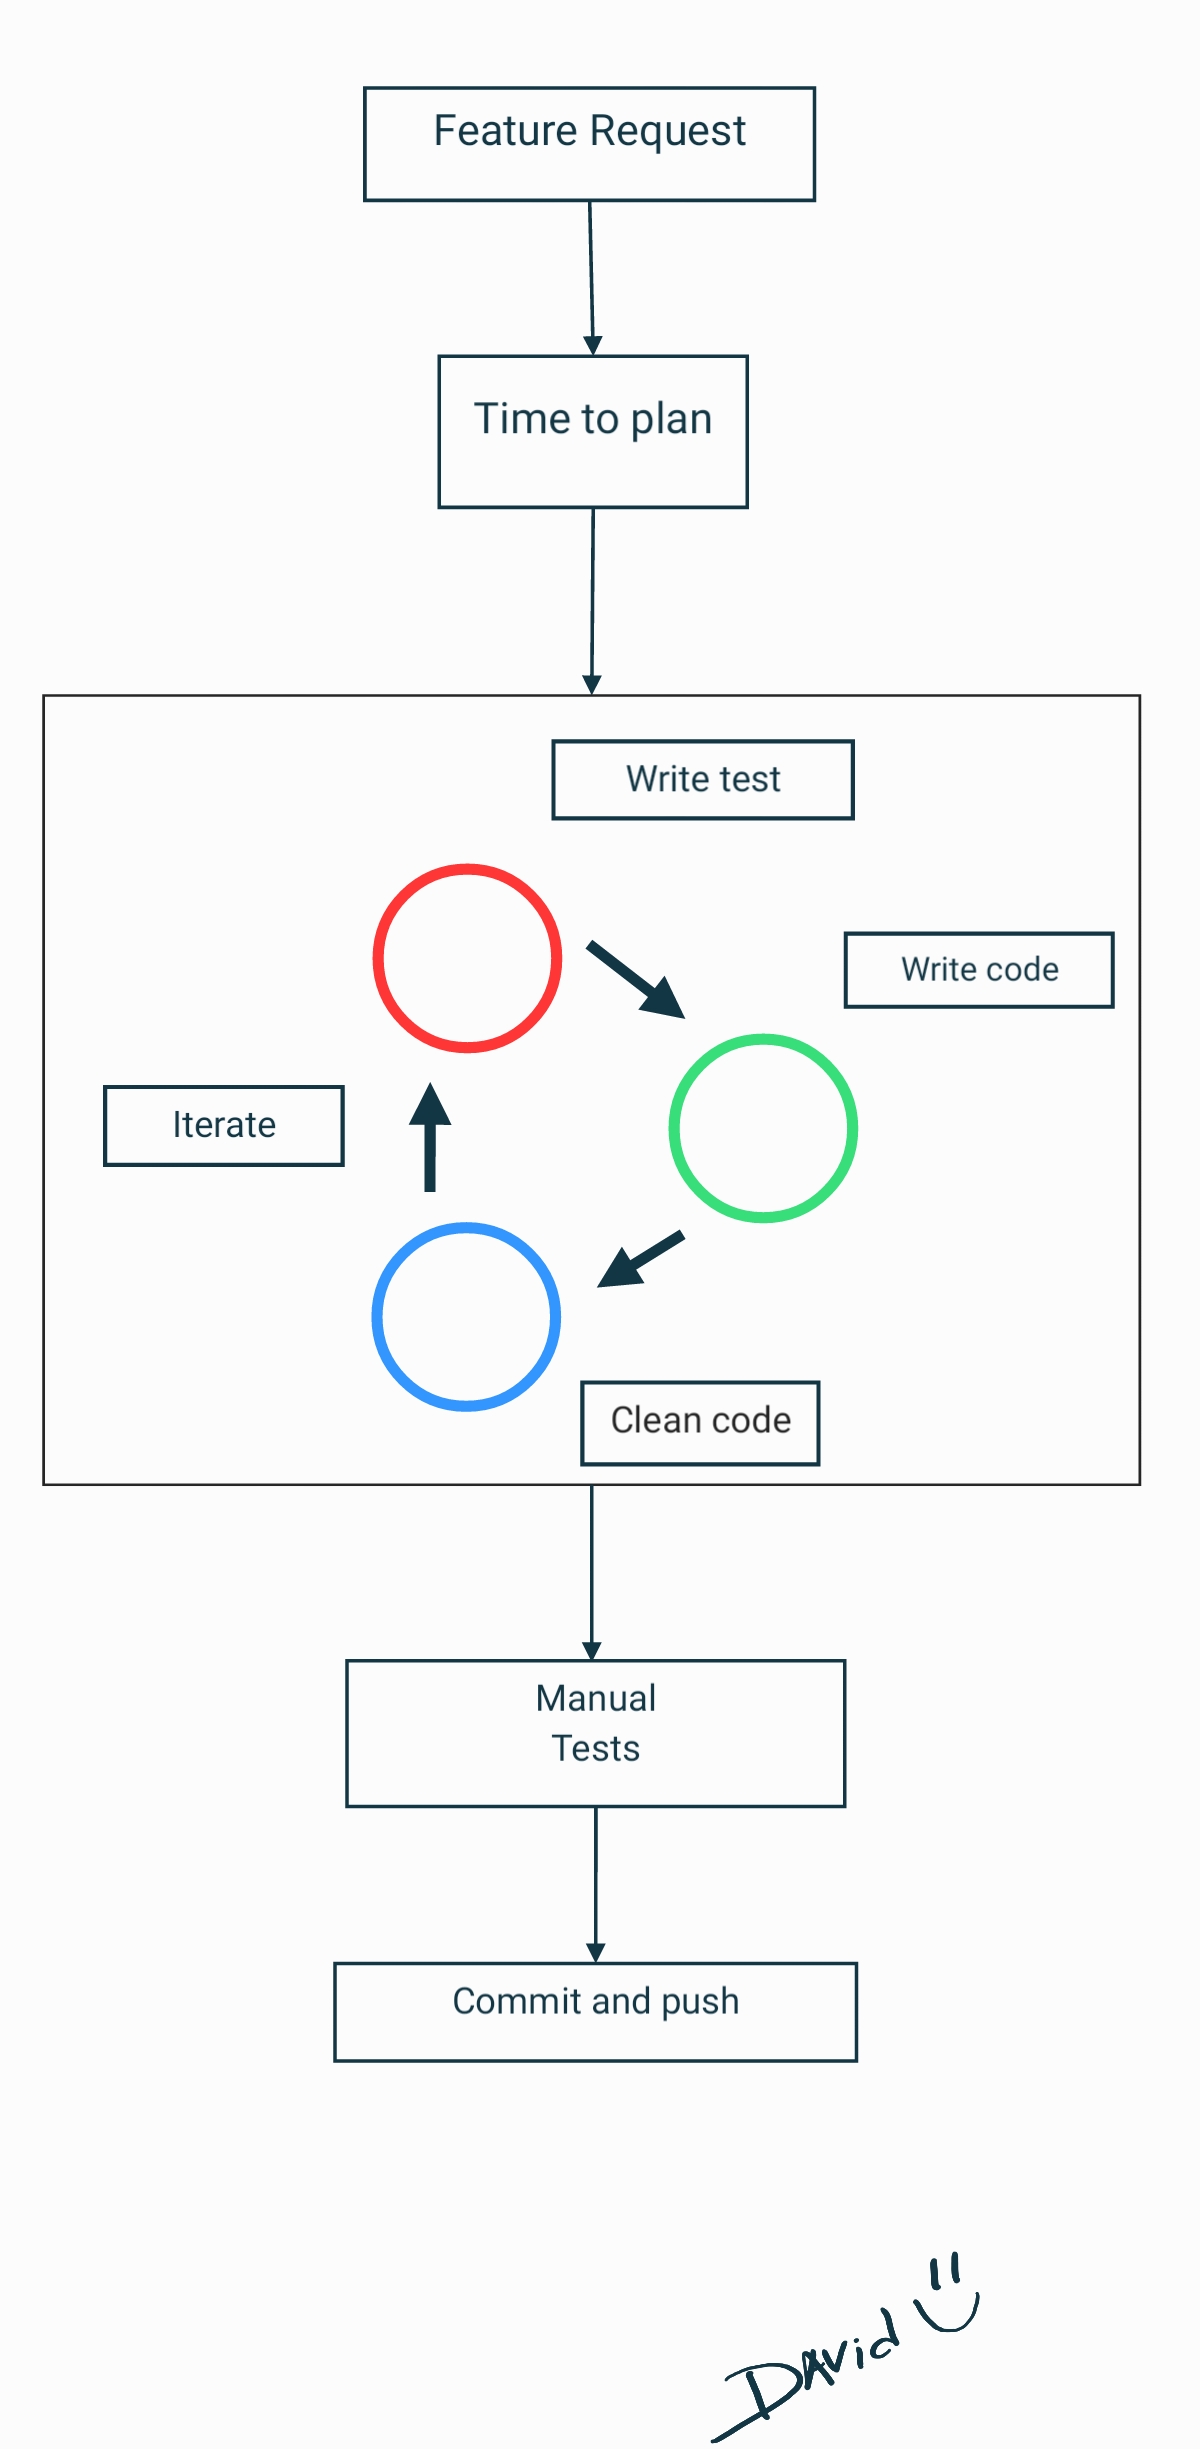 Feature Request
Time to plan
Write test
Write code
Iterate
Clean code
Manual
Tests
Commit and push
DAvid